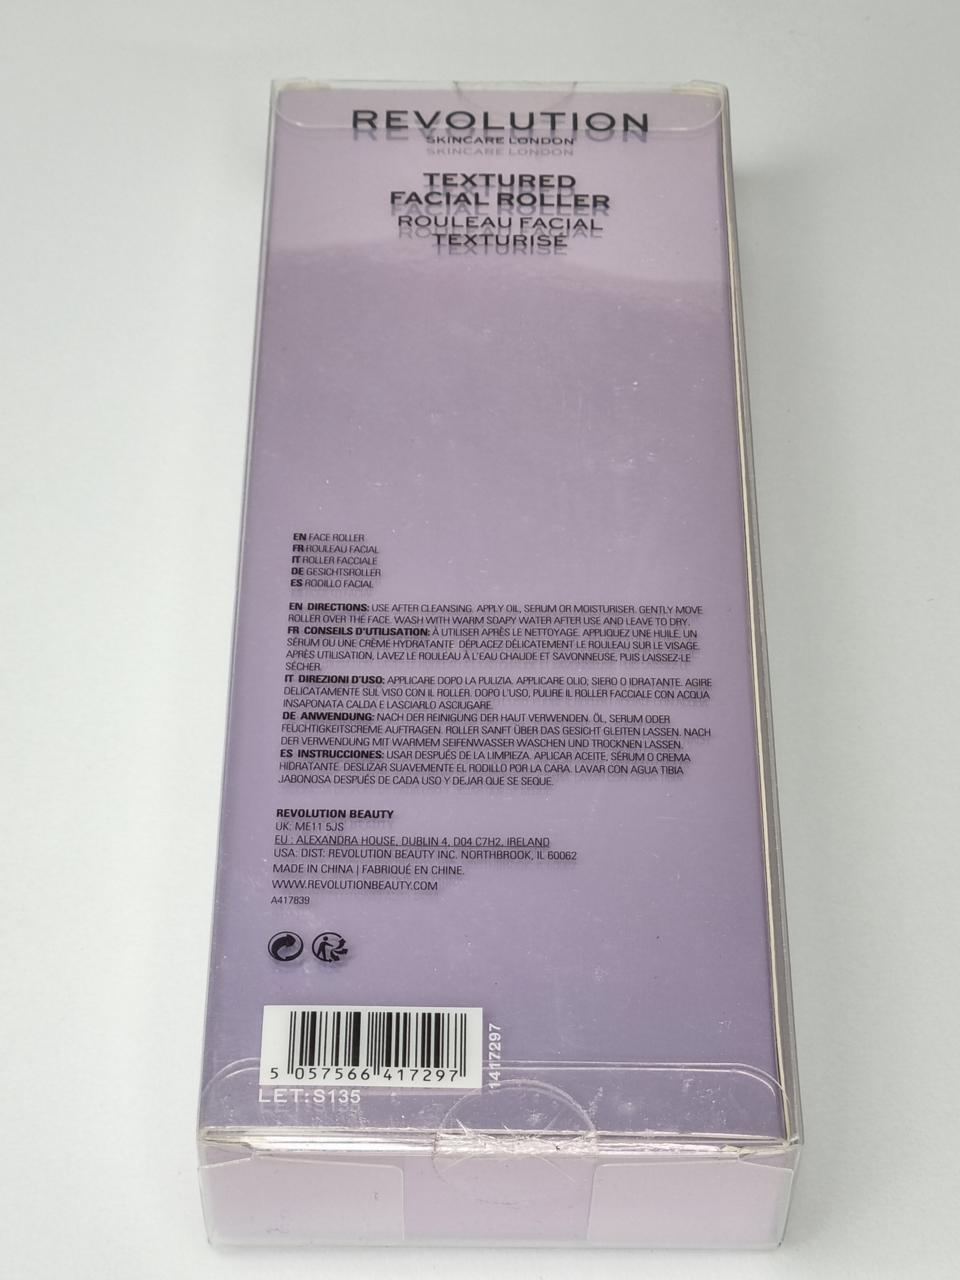 REVOLUTION
SKINCARE LONDON
TEXTURED
FACIAL ROLLER
ROULEAU FACIAL
TEXTURISÉ
EN FACE ROLLER
FR ROULEAU FACIAL
IT ROLLER FACCIALE
DE GESICHTSROLLER
ES RODILLO FACIAL
EN DIRECTIONS: USE AFTER CLEANSING. APPLY OIL, SERUM OR MOISTURISER. GENTLY MOVE
ROLLER OVER THE FACE. WASH WITH WARM SOAPY WATER AFTER USE AND LEAVE TO DRY.
FR CONSEILS D'UTILISATION: À UTILISER APRÈS LE NETTOYAGE. APPLIQUEZ UNE HUILE, UN
SÉRUM OU UNE CRÈME HYDRATANTE. DÉPLACEZ DÉLICATEMENT LE ROULEAU SUR LE VISAGE.
APRÈS UTILISATION, LAVEZ LE ROULEAU À L'EAU CHAUDE ET SAVONNEUSE, PUIS LAISSEZ-LE
SÉCHER.
IT DIREZIONI D'USO: APPLICARE DOPO LA PULIZIA. APPLICARE OLIO, SIERO O IDRATANTE. AGIRE
DELICATAMENTE SUL VISO CON IL ROLLER. DOPO L'USO, PULIRE IL ROLLER FACCIALE CON ACQUA
INSAPONATA CALDA E LASCIARLO ASCIUGARE.
DE ANWENDUNG: NACH DER REINIGUNG DER HAUT VERWENDEN. ÖL, SERUM ODER
FEUCHTIGKEITSCREME AUFTRAGEN. ROLLER SANFT ÜBER DAS GESICHT GLEITEN LASSEN. NACH
DER VERWENDUNG MIT WARMEM SEIFENWASSER WASCHEN UND TROCKNEN LASSEN.
ES INSTRUCCIONES: USAR DESPUÉS DE LA LIMPIEZA. APLICAR ACEITE, SÉRUM O CREMA
HIDRATANTE. DESLIZAR SUAVEMENTE EL RODILLO POR LA CARA. LAVAR CON AGUA TIBIA
JABONOSA DESPUÉS DE CADA USO Y DEJAR QUE SE SEQUE.
REVOLUTION BEAUTY
UK: ME11 5JS
EU : ALEXANDRA HOUSE, DUBLIN 4, D04 C7H2, IRELAND
USA: DIST: REVOLUTION BEAUTY INC. NORTHBROOK, IL 60062
MADE IN CHINA | FABRIQUÉ EN CHINE.
WWW.REVOLUTIONBEAUTY.COM
A417839
1417297
5 057566 417297
LET:S135